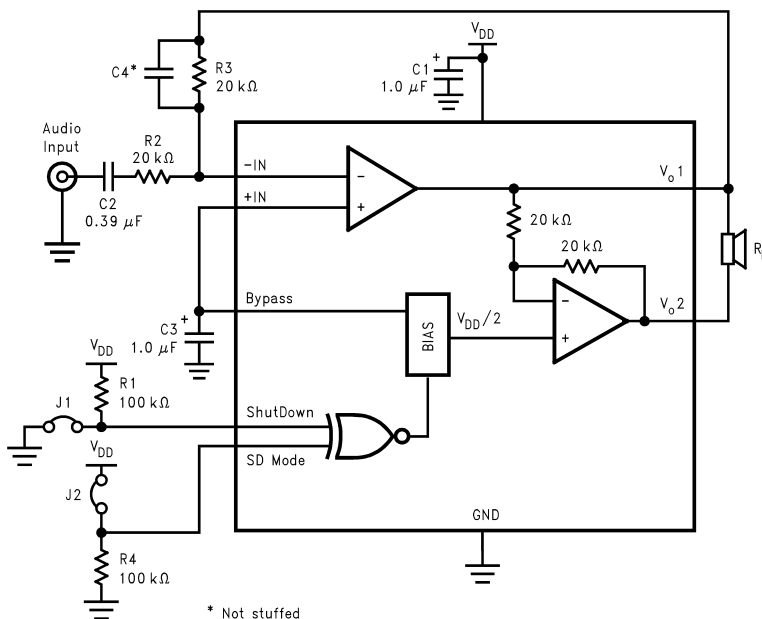 V_DD
C4*
R3
20 kΩ
C1
+
1.0 μF
Audio
Input
R2
20 kΩ
C2
0.39 μF
-IN
+IN
-
+
V_o1
20 kΩ
20 kΩ
-
+
V_o2
Bypass
C3
+
1.0 μF
BIAS
V_DD/2
V_DD
R1
100 kΩ
J1
ShutDown
SD Mode
V_DD
J2
R4
100 kΩ
GND
* Not stuffed